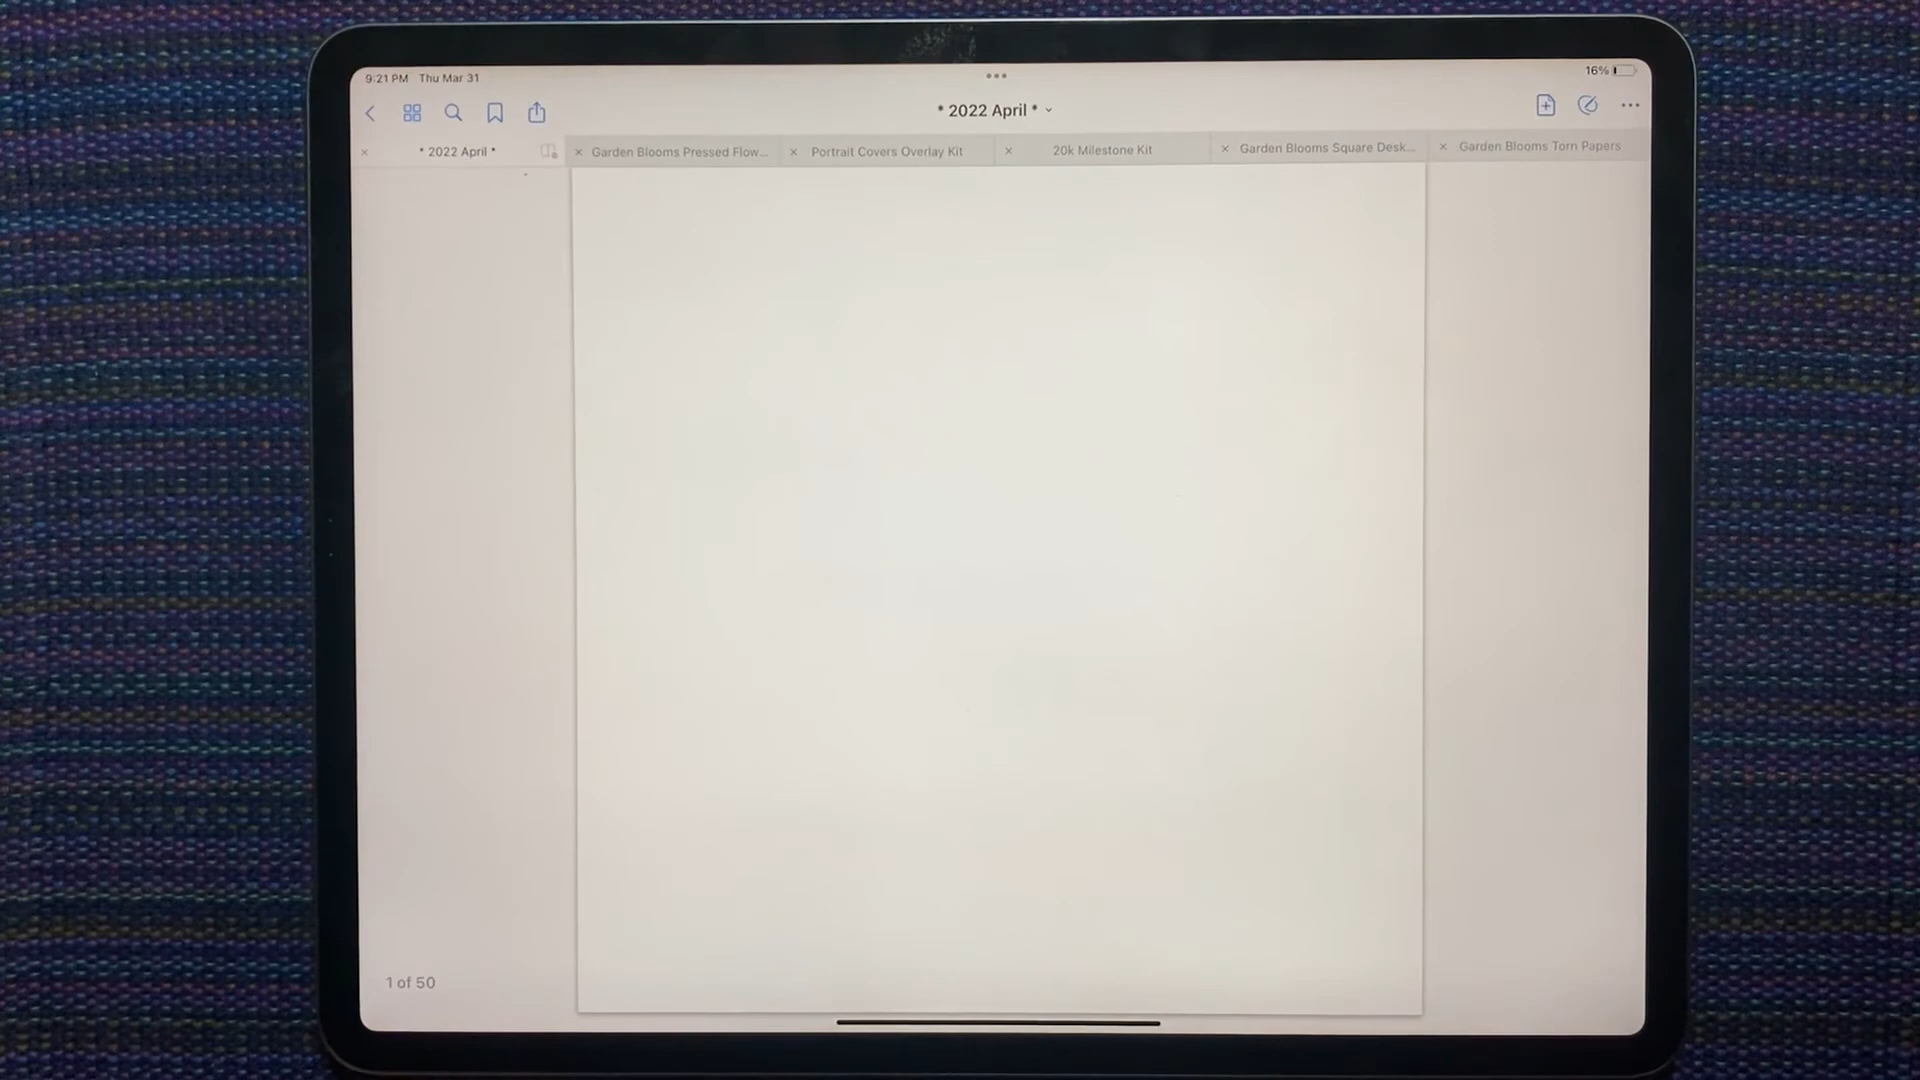 9:21 PM Thu Mar 31
16%
* 2022 April *
* 2022 April *
Garden Blooms Pressed Flow...
Portrait Covers Overlay Kit
20k Milestone Kit
Garden Blooms Square Desk...
Garden Blooms Torn Papers
1 of 50